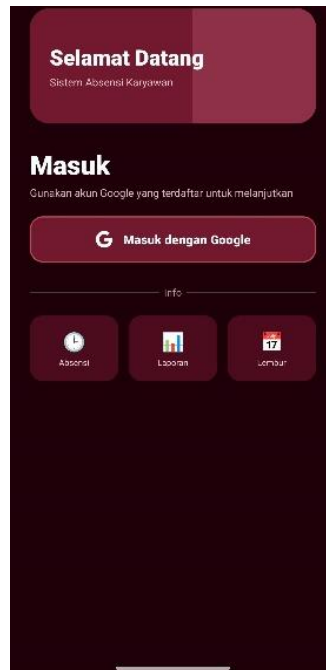 Selamat Datang
Sistem Absensi Karyawan
Masuk
Gunakan akun Google yang terdaftar untuk melanjutkan
G Masuk dengan Google
Info
Absensi
Laporan
17
Lembur